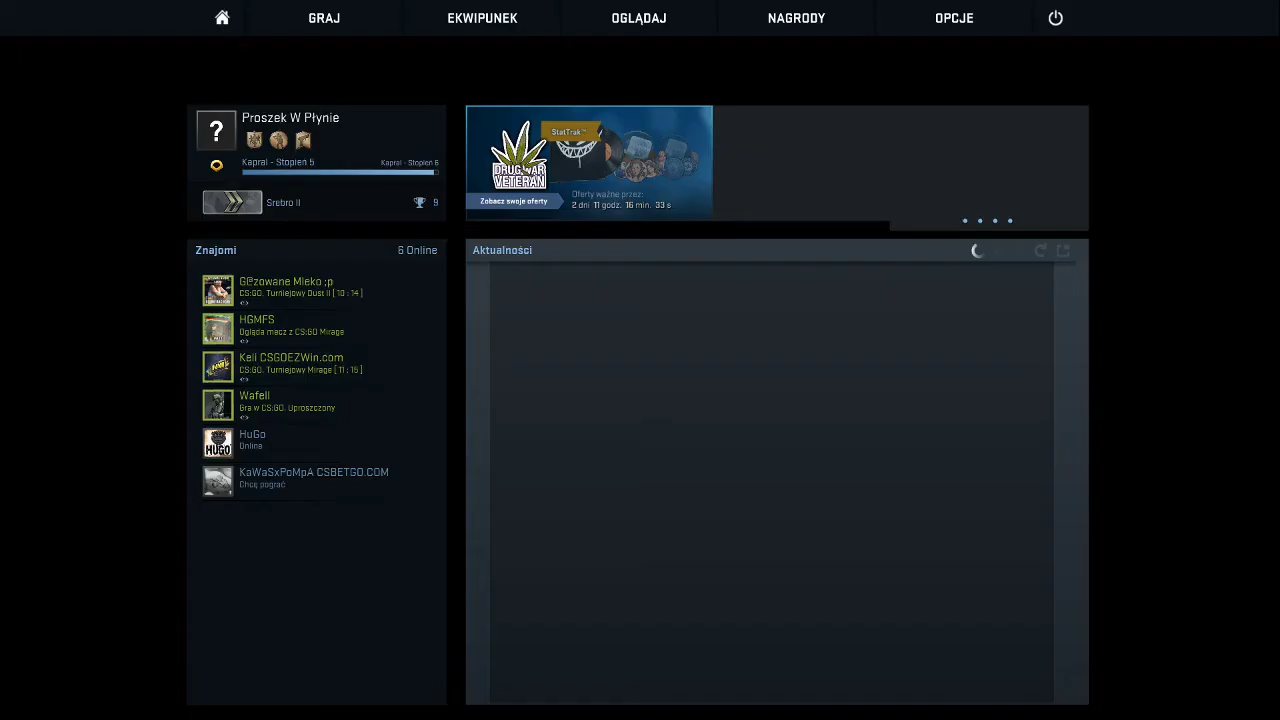 GRAJ
EKWIPUNEK
OGLĄDAJ
NAGRODY
OPCJE
?
Proszek W Płynie
Kapral - Stopień 5
Kapral - Stopień 6
Srebro II
9
StatTrak™
DRUG WAR
VETERAN
Zobacz swoje oferty
Oferty ważne przez:
2 dni 11 godz. 16 min. 33 s
Znajomi
6 Online
G@zowane Mleko ;p
CS:GO. Turniejowy Dust II [ 10 : 14 ]
HGMFS
Ogląda mecz z CS:GO Mirage
Keli CSGOEZWin.com
CS:GO. Turniejowy Mirage [ 11 : 15 ]
Wafell
Gra w CS:GO. Uproszczony
HUGO
HuGo
Online
KaWaSxPoMpA CSBETGO.COM
Chcę pograć
Aktualności